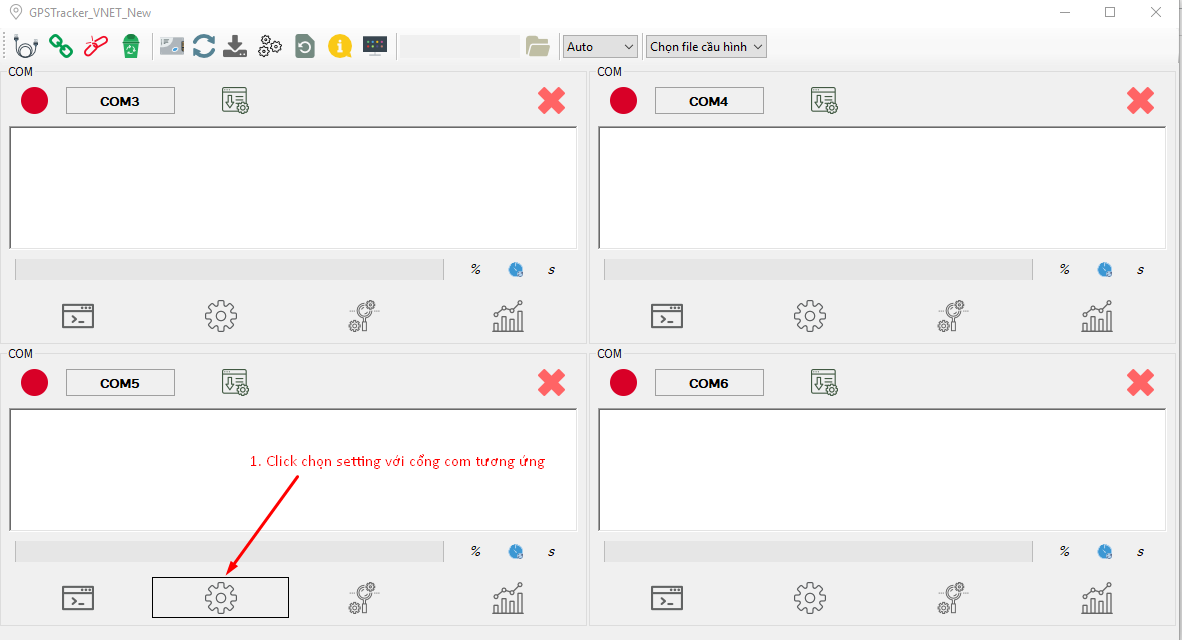 GPSTracker_VNET_New
Auto
Chọn file cầu hình
COM
COM3
% s
COM
COM4
% s
COM
COM5
1. Click chọn setting với cổng com tương ứng
% s
COM
COM6
% s